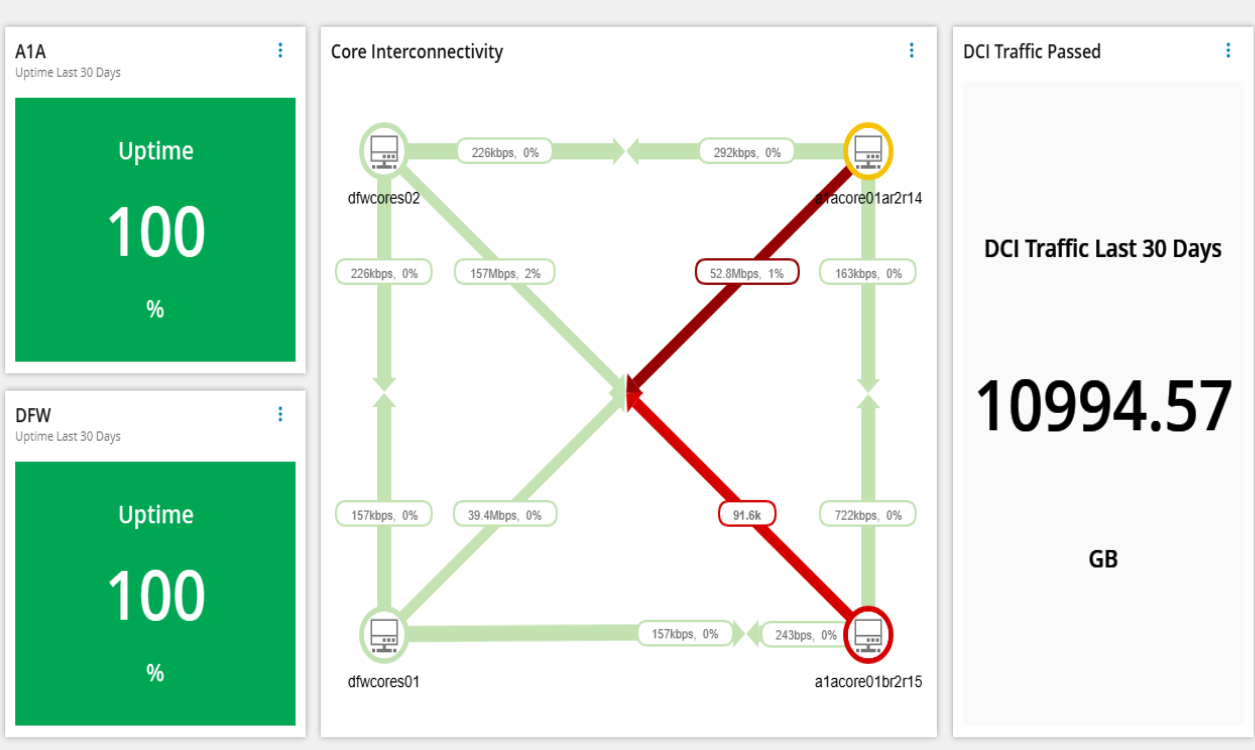 A1A
Uptime Last 30 Days
Uptime
100
%
DFW
Uptime Last 30 Days
Uptime
100
%
Core Interconnectivity
226kbps, 0%
292kbps, 0%
dfwcores02
a1acore01ar2r14
226kbps, 0%
157Mbps, 2%
52.8Mbps, 1%
163kbps, 0%
157kbps, 0%
39.4Mbps, 0%
91.6k
722kbps, 0%
157kbps, 0%
243bps, 0%
dfwcores01
a1acore01br2r15
DCI Traffic Passed
DCI Traffic Last 30 Days
10994.57
GB